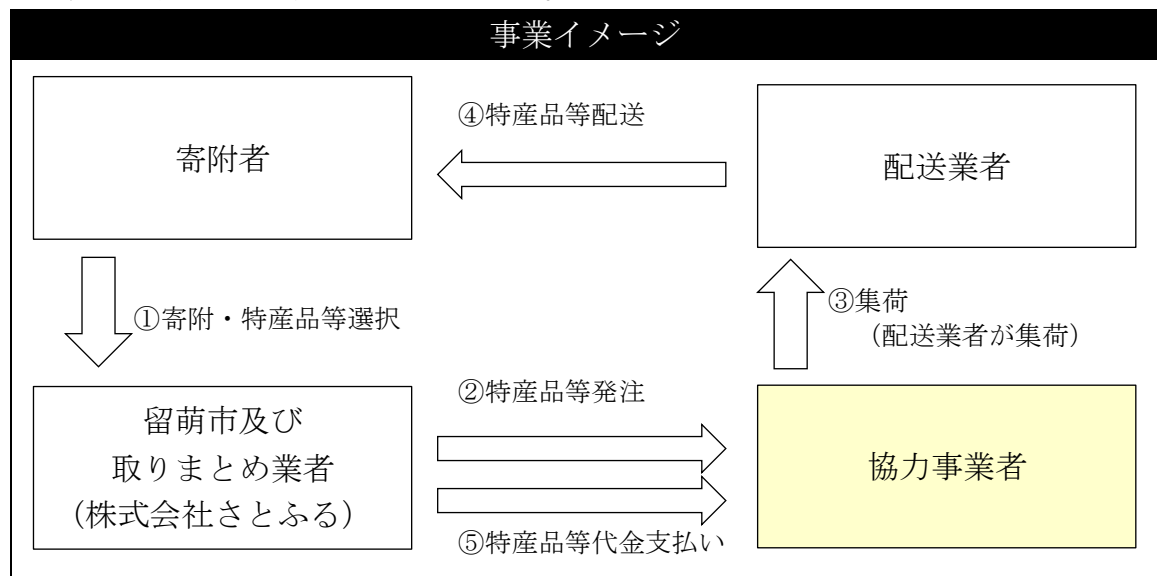 事業イメージ
寄附者
④特産品等配送
配送業者
①寄附・特産品等選択
③集荷
（配送業者が集荷）
留萌市及び
取りまとめ業者
（株式会社さとふる）
②特産品等発注
⑤特産品等代金支払い
協力事業者